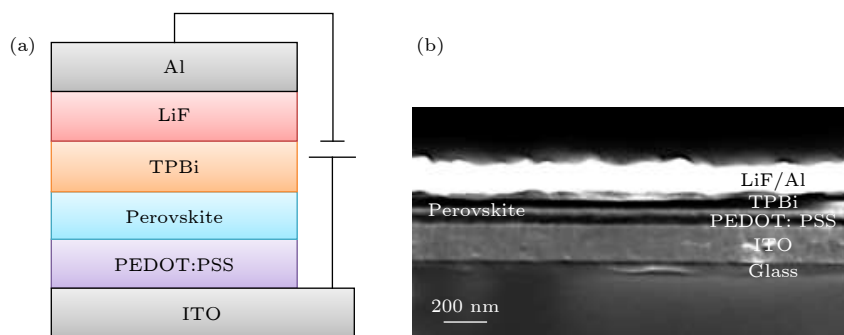 (a)
Al
LiF
TPBi
Perovskite
PEDOT:PSS
ITO
(b)
LiF/Al
TPBi
Perovskite
PEDOT: PSS
ITO
Glass
200 nm